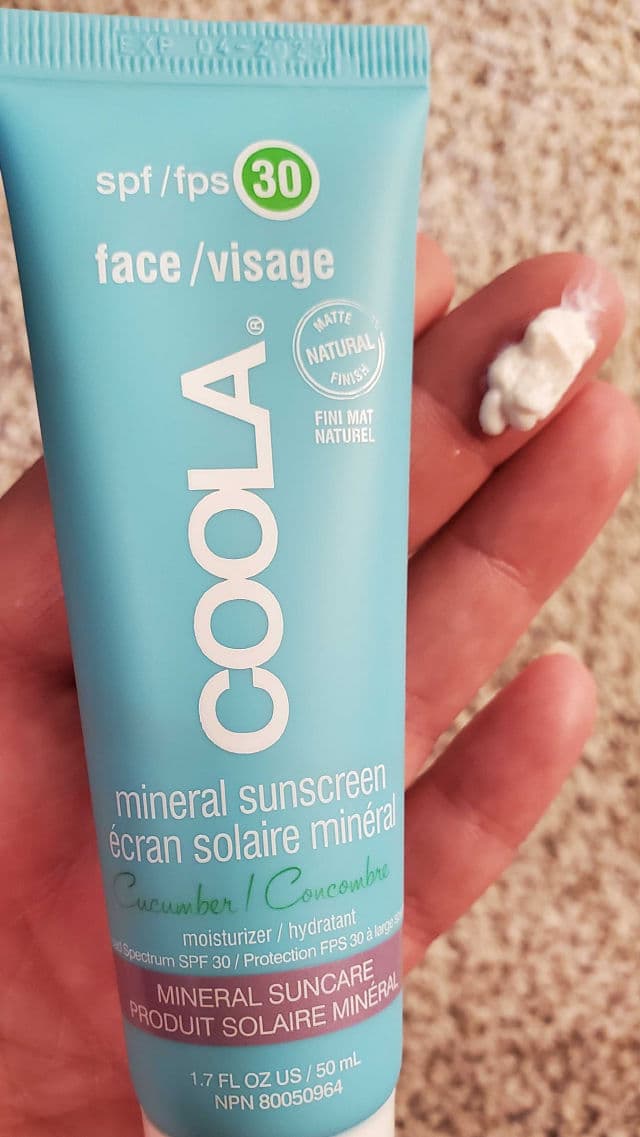 EXP 04-2023
spf/fps 30
face/visage
COOLA®
MATTE
NATURAL
FINISH
FINI MAT
NATUREL
mineral sunscreen
écran solaire minéral
Cucumber / Concombre
moisturizer / hydratant
Spectrum SPF 30 / Protection FPS 30 à large
MINERAL SUNCARE
PRODUIT SOLAIRE MINÉRAL
1.7 FL OZ US / 50 mL
NPN 80050964